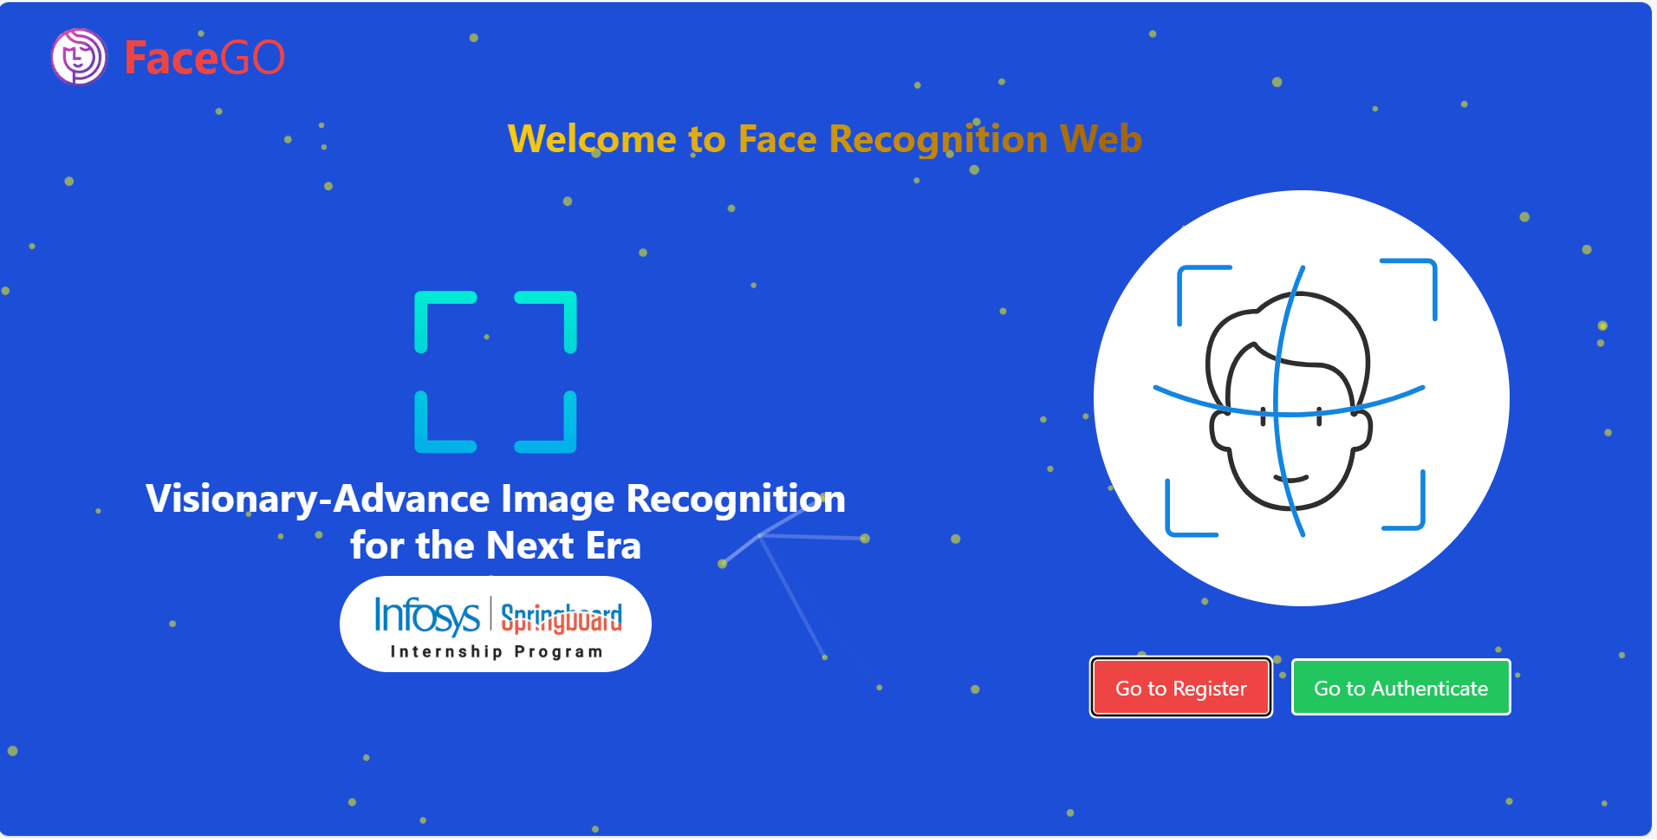 FaceGO
Welcome to Face Recognition Web
Visionary-Advance Image Recognition
for the Next Era
Infosys | Springboard
Internship Program
Go to Register
Go to Authenticate